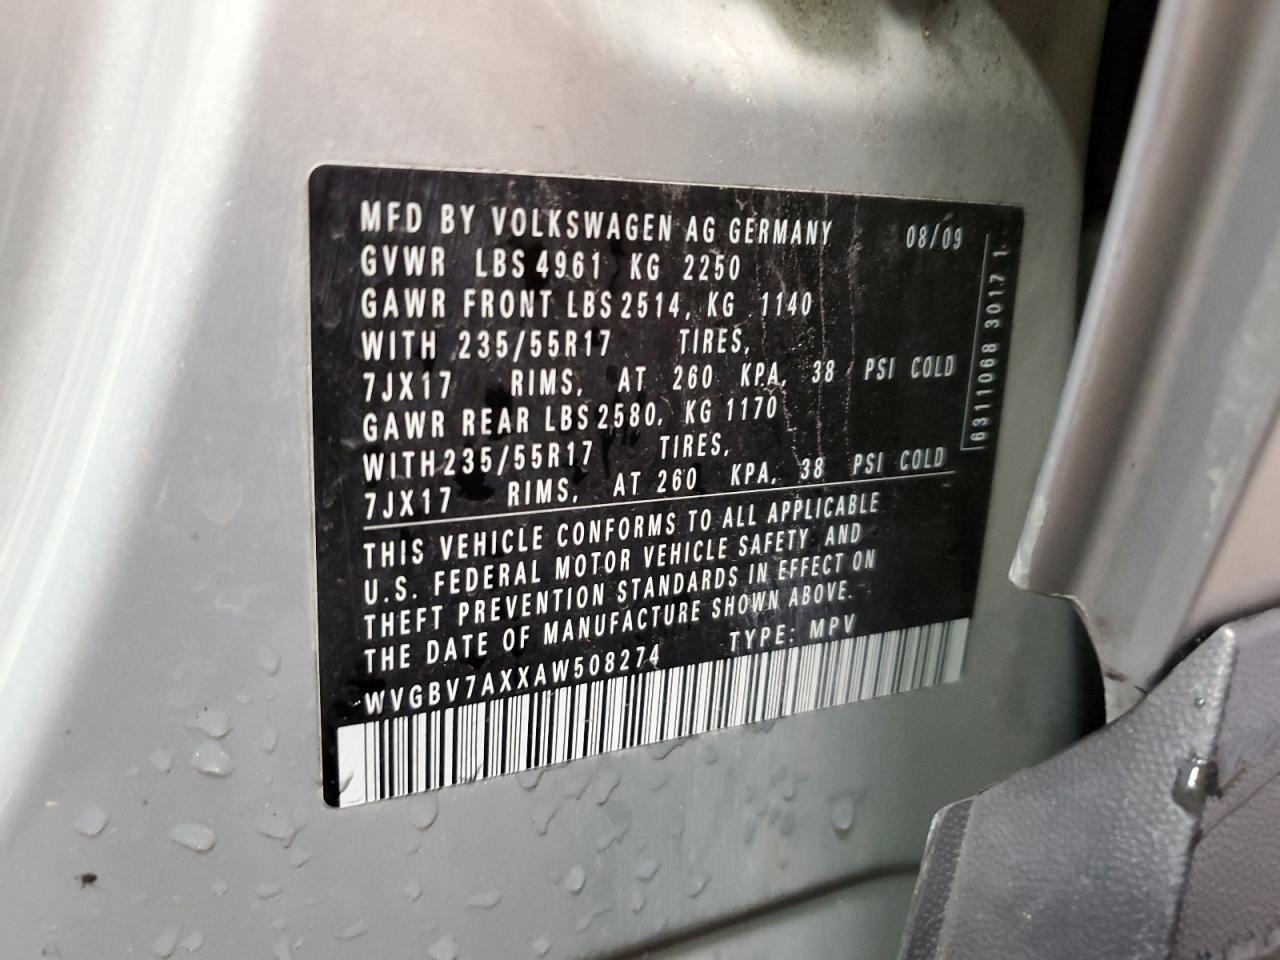 MFD BY VOLKSWAGEN AG GERMANY 08/09
GVWR LBS 4961 KG 2250
GAWR FRONT LBS 2514, KG 1140
WITH 235/55R17 TIRES,
7JX17 RIMS, AT 260 KPA, 38 PSI COLD
GAWR REAR LBS 2580, KG 1170
WITH 235/55R17 TIRES,
7JX17 RIMS, AT 260 KPA, 38 PSI COLD
THIS VEHICLE CONFORMS TO ALL APPLICABLE
U.S. FEDERAL MOTOR VEHICLE SAFETY AND
THEFT PREVENTION STANDARDS IN EFFECT ON
THE DATE OF MANUFACTURE SHOWN ABOVE.
WVGBV7AXXAW508274 TYPE: MPV
6311068 3017 1